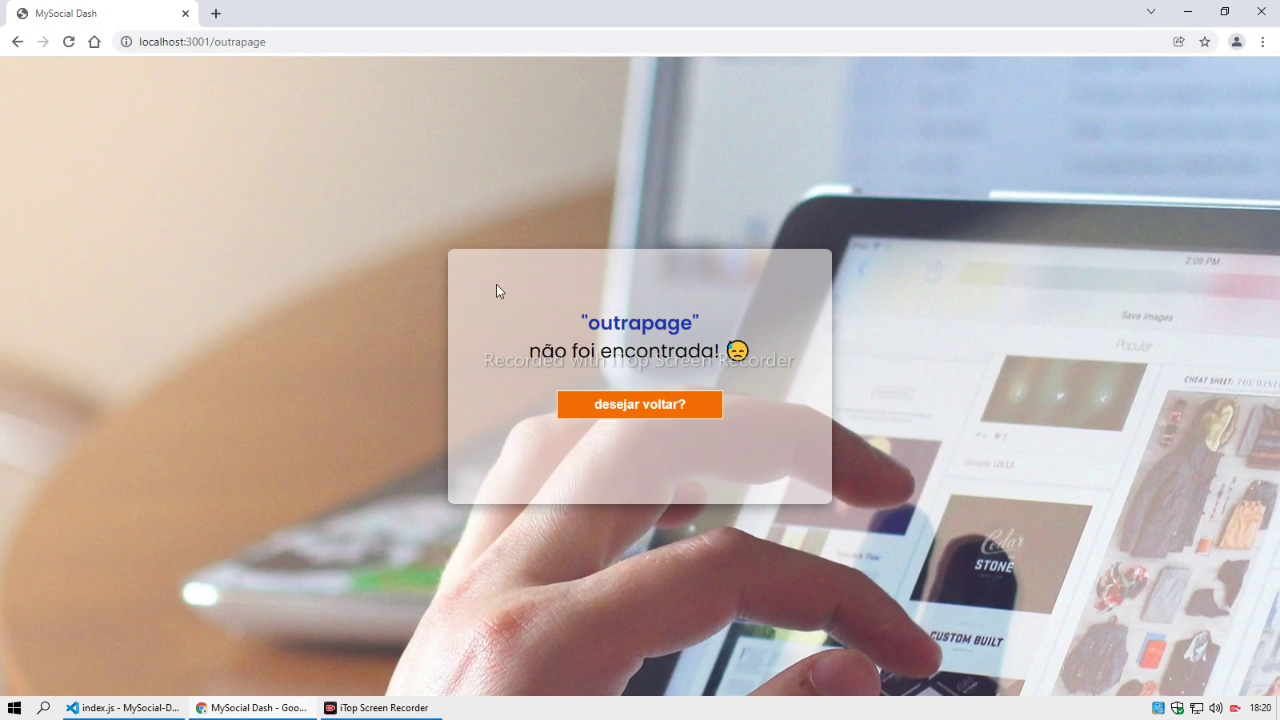 MySocial Dash
localhost:3001/outrapage
2:09 PM
Save images
Popular
CHEAT SHEET: THE WINTER
"outrapage"
não foi encontrada! 😓
Recorded with iTop Screen Recorder
desejar voltar?
Cedar
STONE
CUSTOM BUILT
index.js - MySocial-D...
MySocial Dash - Goo...
iTop Screen Recorder
18:20